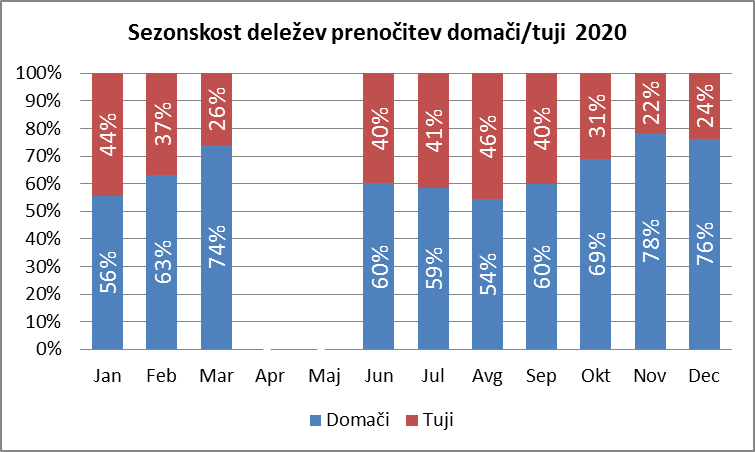 Sezonskost deležev prenočitev domači/tuji 2020
100%
90%
80%
70%
60%
50%
40%
30%
20%
10%
0%
44% 37% 26% 40% 41% 46% 40% 31% 22% 24%
56% 63% 74% 60% 59% 54% 60% 69% 78% 76%
Jan Feb Mar Apr Maj Jun Jul Avg Sep Okt Nov Dec
Domači Tuji